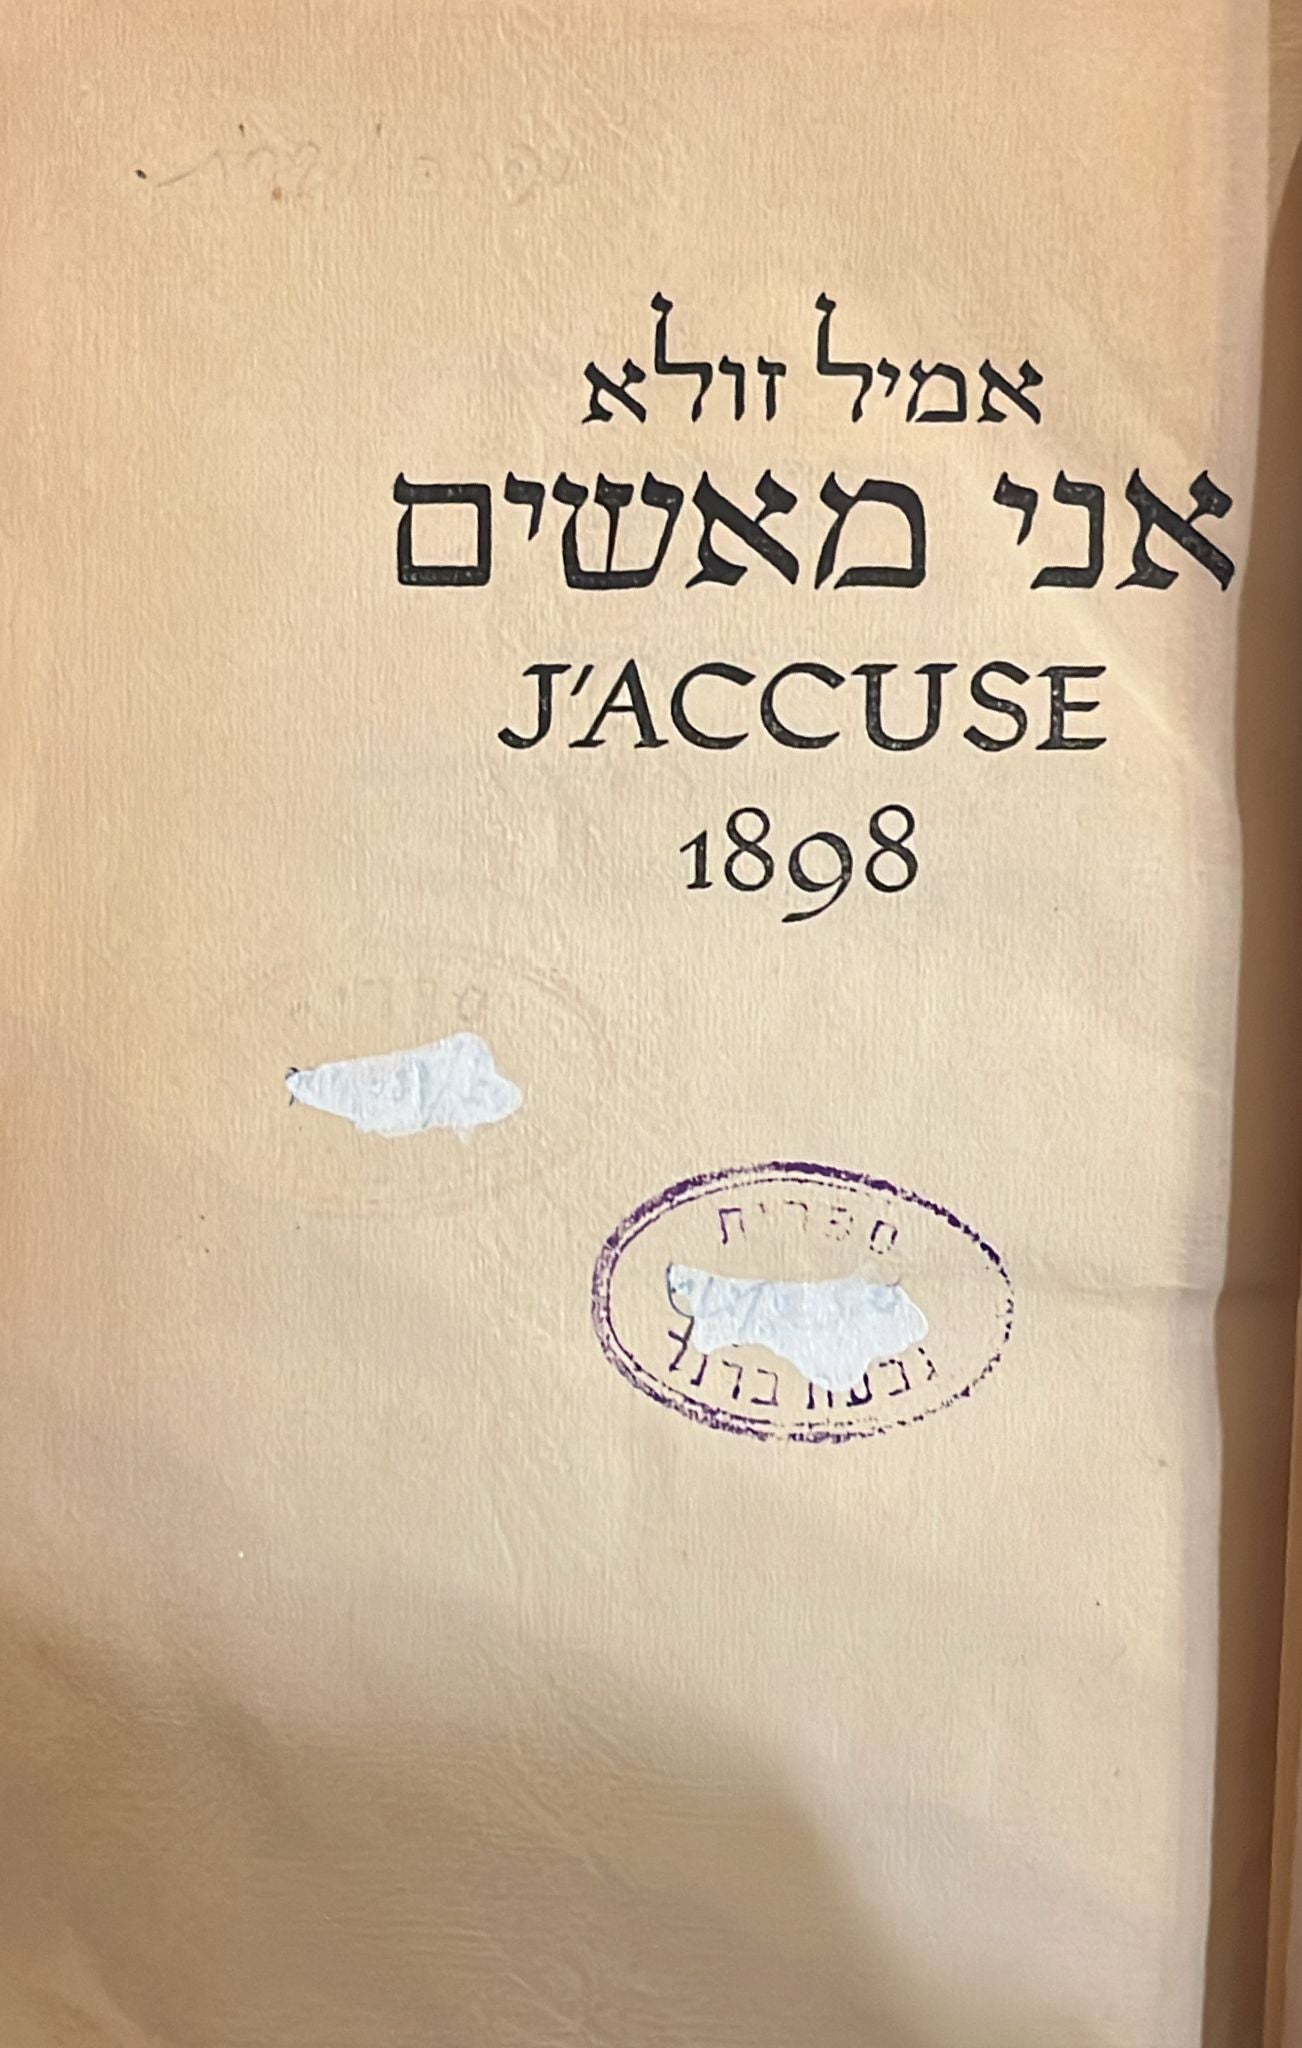 אמיל זולא
אני מאשים
J'ACCUSE
1898
ספרית
גבעת ברנר